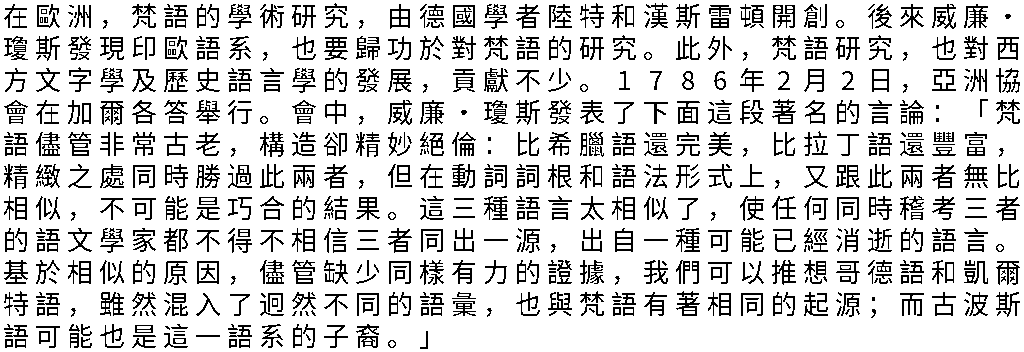 在歐洲，梵語的學術研究，由德國學者陸特和漢斯雷頓開創。後來威廉・
瓊斯發現印歐語系，也要歸功於對梵語的研究。此外，梵語研究，也對西
方文字學及歷史語言學的發展，貢獻不少。１７８６年２月２日，亞洲協
會在加爾各答舉行。會中，威廉・瓊斯發表了下面這段著名的言論：「梵
語儘管非常古老，構造卻精妙絕倫：比希臘語還完美，比拉丁語還豐富，
精緻之處同時勝過此兩者，但在動詞詞根和語法形式上，又跟此兩者無比
相似，不可能是巧合的結果。這三種語言太相似了，使任何同時稽考三者
的語文學家都不得不相信三者同出一源，出自一種可能已經消逝的語言。
基於相似的原因，儘管缺少同樣有力的證據，我們可以推想哥德語和凱爾
特語，雖然混入了迥然不同的語彙，也與梵語有著相同的起源；而古波斯
語可能也是這一語系的子裔。」